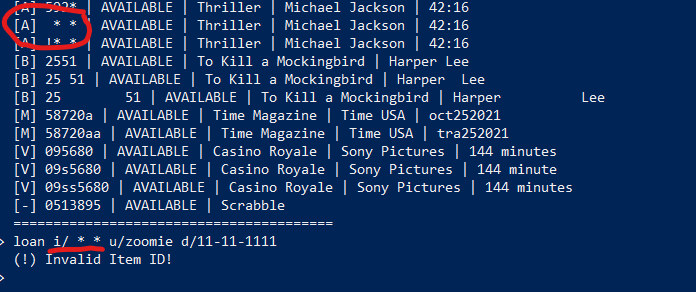 [A] 592* | AVAILABLE | Thriller | Michael Jackson | 42:16
[A]  * * | AVAILABLE | Thriller | Michael Jackson | 42:16
[A] !* * | AVAILABLE | Thriller | Michael Jackson | 42:16
[B] 2551 | AVAILABLE | To Kill a Mockingbird | Harper Lee
[B] 25 51 | AVAILABLE | To Kill a Mockingbird | Harper  Lee
[B] 25        51 | AVAILABLE | To Kill a Mockingbird | Harper          Lee
[M] 58720a | AVAILABLE | Time Magazine | Time USA | oct252021
[M] 58720aa | AVAILABLE | Time Magazine | Time USA | tra252021
[V] 095680 | AVAILABLE | Casino Royale | Sony Pictures | 144 minutes
[V] 09s5680 | AVAILABLE | Casino Royale | Sony Pictures | 144 minute
[V] 09ss5680 | AVAILABLE | Casino Royale | Sony Pictures | 144 minutes
[-] 0513895 | AVAILABLE | Scrabble
========================================
> loan i/ * * u/zoomie d/11-11-1111
(!) Invalid Item ID!
>